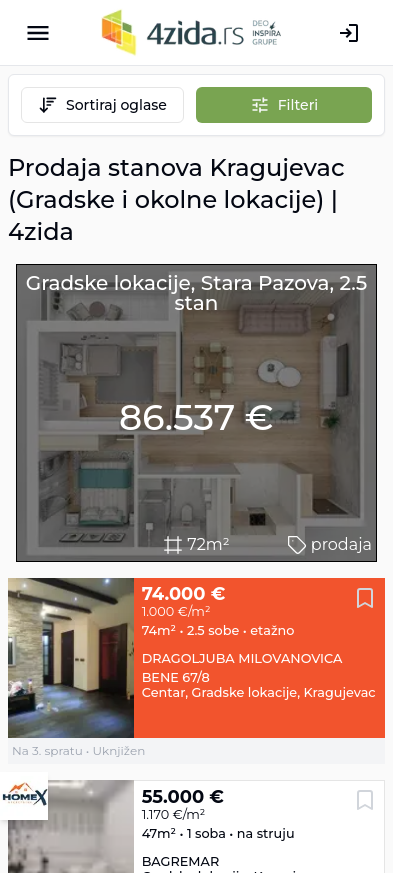 4zida.rs
DEO
INSPIRA
GRUPE
Sortiraj oglase
Filteri
Prodaja stanova Kragujevac
(Gradske i okolne lokacije) |
4zida
Gradske lokacije, Stara Pazova, 2.5
stan
86.537 €
72m²
prodaja
74.000 €
1.000 €/m²
74m² • 2.5 sobe • etažno
DRAGOLJUBA MILOVANOVICA
BENE 67/8
Centar, Gradske lokacije, Kragujevac
Na 3. spratu • Uknjižen
HOMEX
55.000 €
1.170 €/m²
47m² • 1 soba • na struju
BAGREMAR